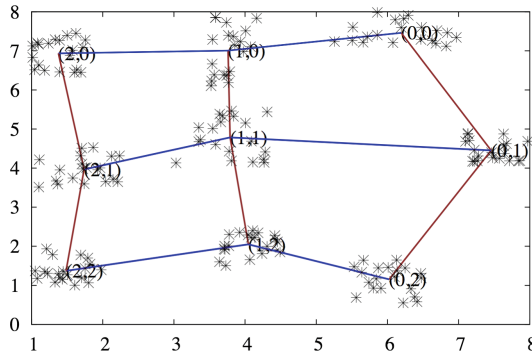 8
7
6
5
4
3
2
1
0
(2,0) (1,0) (0,0)
(2,1) (1,1) (0,1)
(2,2) (1,2) (0,2)
1 2 3 4 5 6 7 8